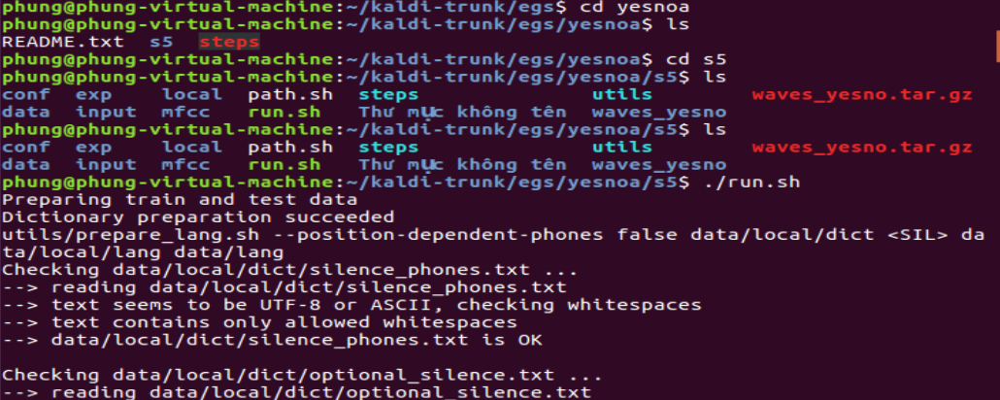 phung@phung-virtual-machine:~/kaldi-trunk/egs$ cd yesnoa
phung@phung-virtual-machine:~/kaldi-trunk/egs/yesnoa$ ls
README.txt  s5  steps
phung@phung-virtual-machine:~/kaldi-trunk/egs/yesnoa$ cd s5
phung@phung-virtual-machine:~/kaldi-trunk/egs/yesnoa/s5$ ls
conf  exp    local  path.sh  steps              utils        waves_yesno.tar.gz
data  input  mfcc   run.sh   Thư mục không tên  waves_yesno
phung@phung-virtual-machine:~/kaldi-trunk/egs/yesnoa/s5$ ls
conf  exp    local  path.sh  steps              utils        waves_yesno.tar.gz
data  input  mfcc   run.sh   Thư mục không tên  waves_yesno
phung@phung-virtual-machine:~/kaldi-trunk/egs/yesnoa/s5$ ./run.sh
Preparing train and test data
Dictionary preparation succeeded
utils/prepare_lang.sh --position-dependent-phones false data/local/dict <SIL> da
ta/local/lang data/lang
Checking data/local/dict/silence_phones.txt ...
--> reading data/local/dict/silence_phones.txt
--> text seems to be UTF-8 or ASCII, checking whitespaces
--> text contains only allowed whitespaces
--> data/local/dict/silence_phones.txt is OK

Checking data/local/dict/optional_silence.txt ...
--> reading data/local/dict/optional_silence.txt